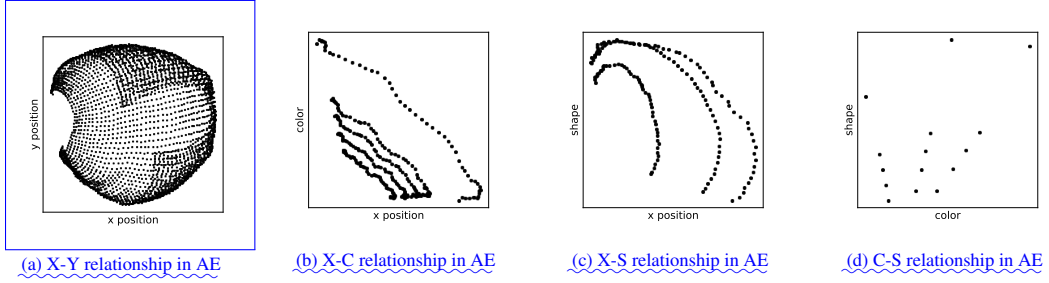 y position
x position
(a) X-Y relationship in AE
color
x position
(b) X-C relationship in AE
shape
x position
(c) X-S relationship in AE
shape
color
(d) C-S relationship in AE